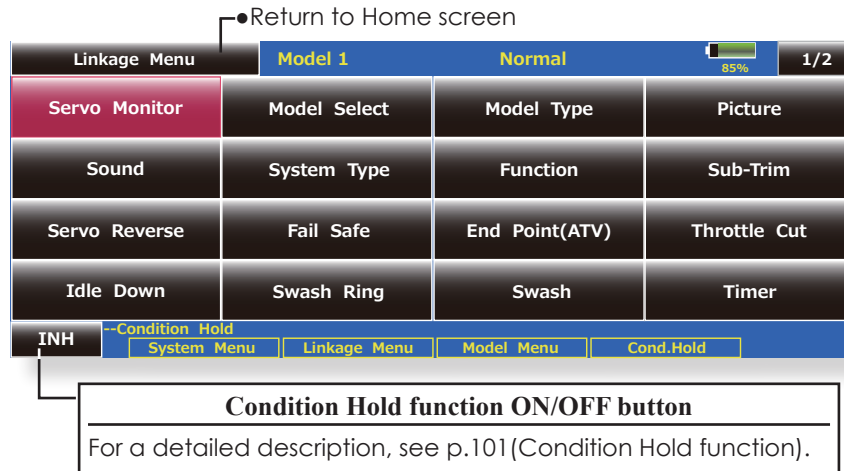 ●Return to Home screen
Linkage Menu Model 1 Normal 85% 1/2
Servo Monitor Model Select Model Type Picture
Sound System Type Function Sub-Trim
Servo Reverse Fail Safe End Point(ATV) Throttle Cut
Idle Down Swash Ring Swash Timer
INH --Condition Hold
System Menu Linkage Menu Model Menu Cond.Hold
Condition Hold function ON/OFF button
For a detailed description, see p.101(Condition Hold function).